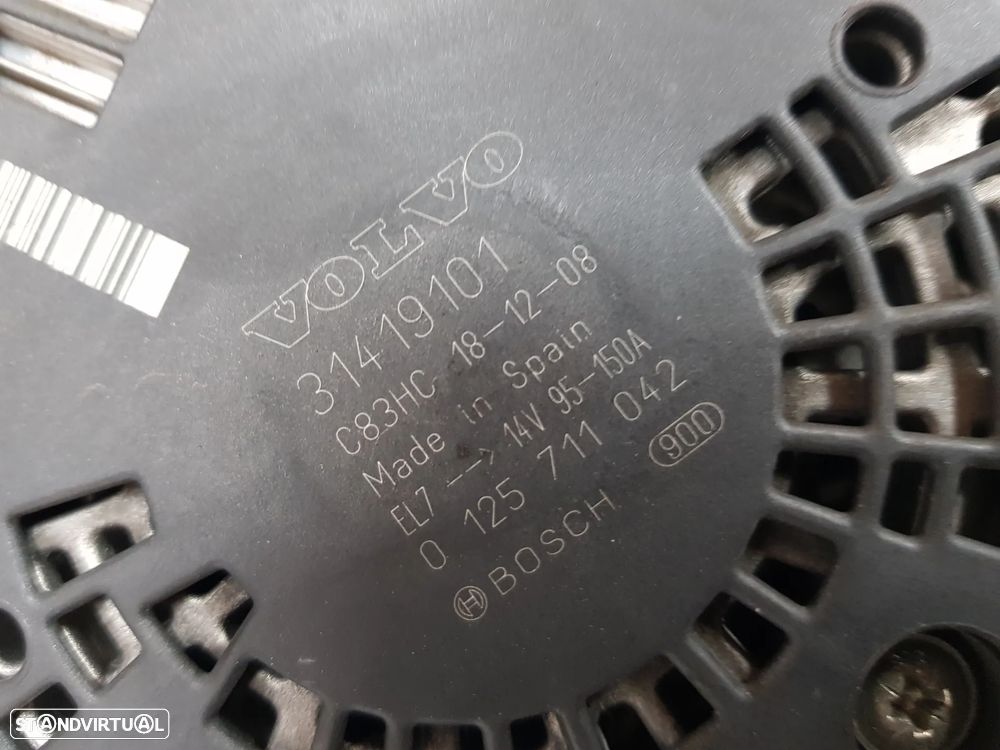 VOLVO
31419101
C83HC 18-12-08
Made in Spain
EL7 --> 14V 95-150A
0 125 711 042
BOSCH 900
STANDVIRTUAL